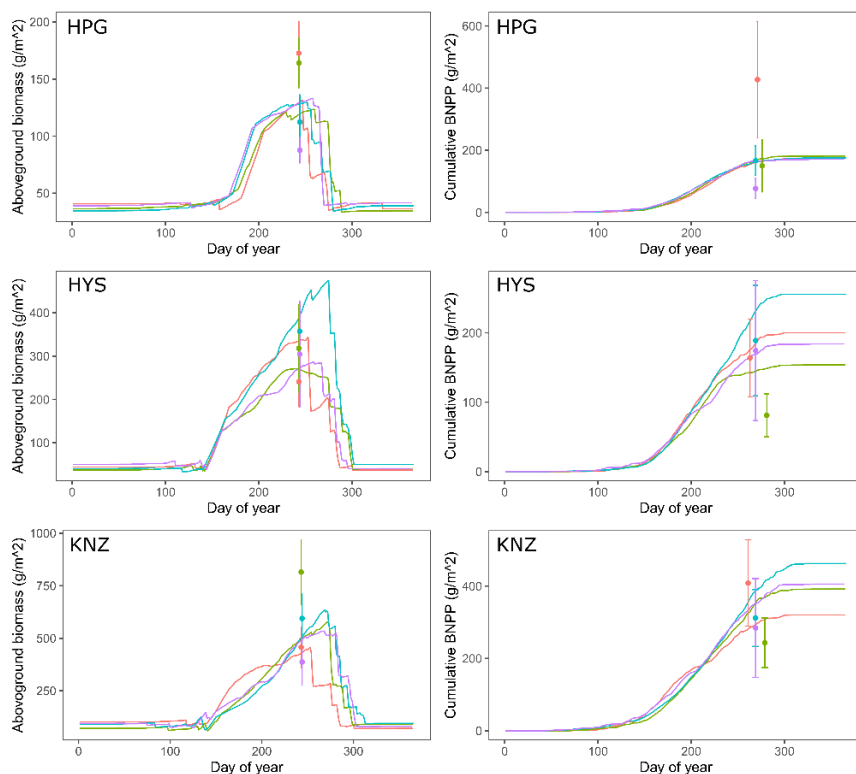 HPG
Aboveground biomass (g/m^2)
200
150
100
50
0 100 200 300
Day of year
HPG
Cumulative BNPP (g/m^2)
600
400
200
0
0 100 200 300
Day of year
HYS
Aboveground biomass (g/m^2)
400
300
200
100
0 100 200 300
Day of year
HYS
Cumulative BNPP (g/m^2)
200
100
0
0 100 200 300
Day of year
KNZ
Aboveground biomass (g/m^2)
1000
750
500
250
0 100 200 300
Day of year
KNZ
Cumulative BNPP (g/m^2)
400
200
0
0 100 200 300
Day of year